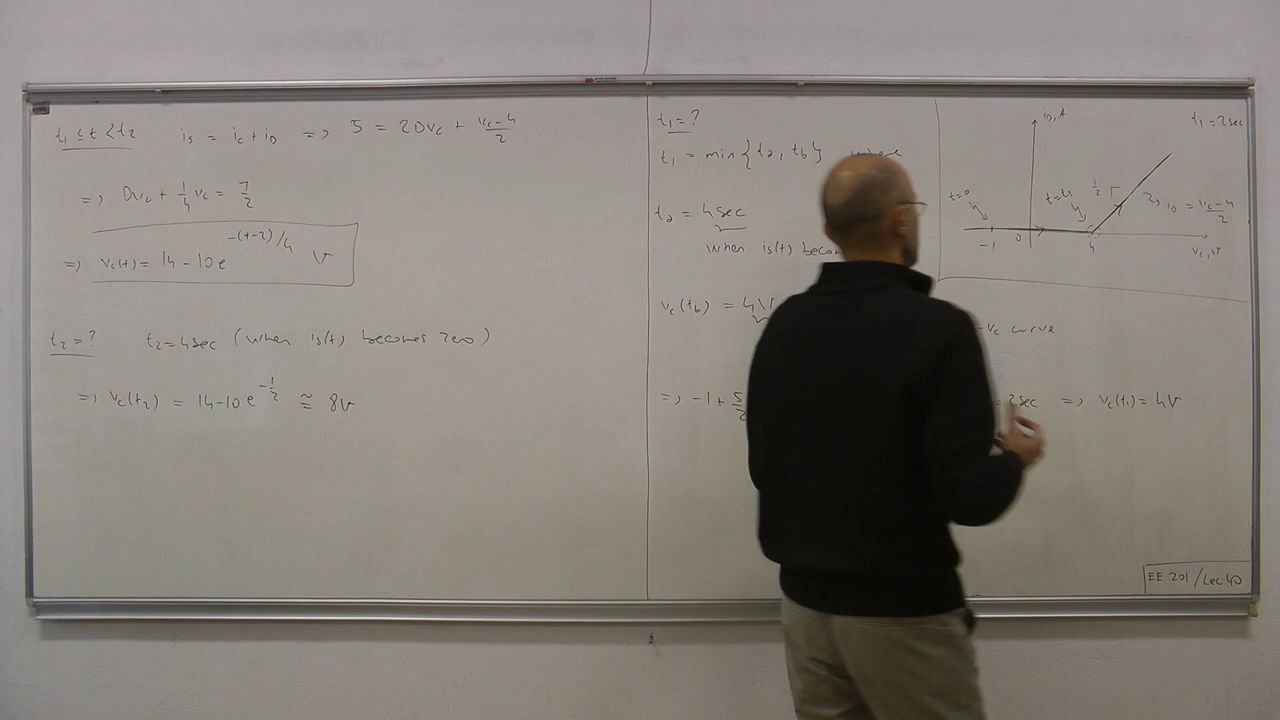 t₁ ≤ t < t₂    is = ic + iD  =>  5 = 2Dvc + (vc-4)/2
=> Dvc + 1/4 vc = 7/2
=> vc(t) = 14 - 10e^(-(t-2)/4) V
t₂ = ?    t₂ = 4sec (when is(t) becomes zero)
=> vc(t₂) = 14-10e^(-1/2) ≅ 8V
t₁ = ?
t₁ = min{ta, tb} where
ta = 4sec
when is(t)
vc(tb) = 4V
-vc curve
=> -1 + 5/2
= 2sec => vc(t₁) = 4V
iD, A
t₁ = 2sec
t=0
t=t₁
1/2
iD = (vc-4)/2
-1
0
4
vc, V
EE 201 / Lec 40